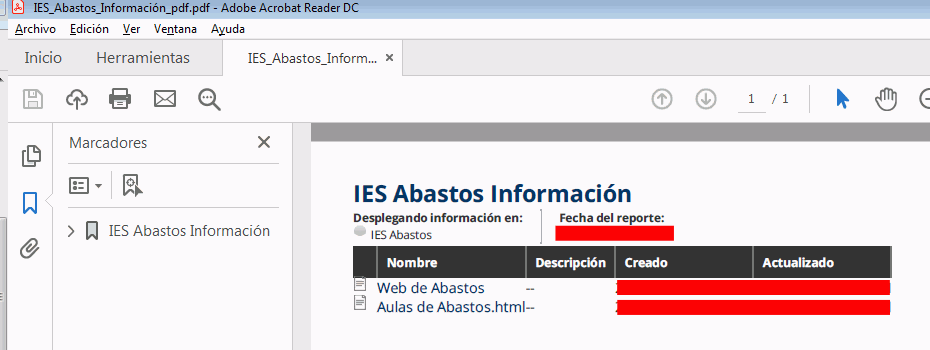 IES_Abastos_Información_pdf.pdf - Adobe Acrobat Reader DC
Archivo Edición Ver Ventana Ayuda
Inicio Herramientas IES_Abastos_Inform... ×
1 / 1
Marcadores ×
IES Abastos Información
IES Abastos Información
Desplegando información en: Fecha del reporte:
IES Abastos
Nombre Descripción Creado Actualizado
Web de Abastos --
Aulas de Abastos.html--